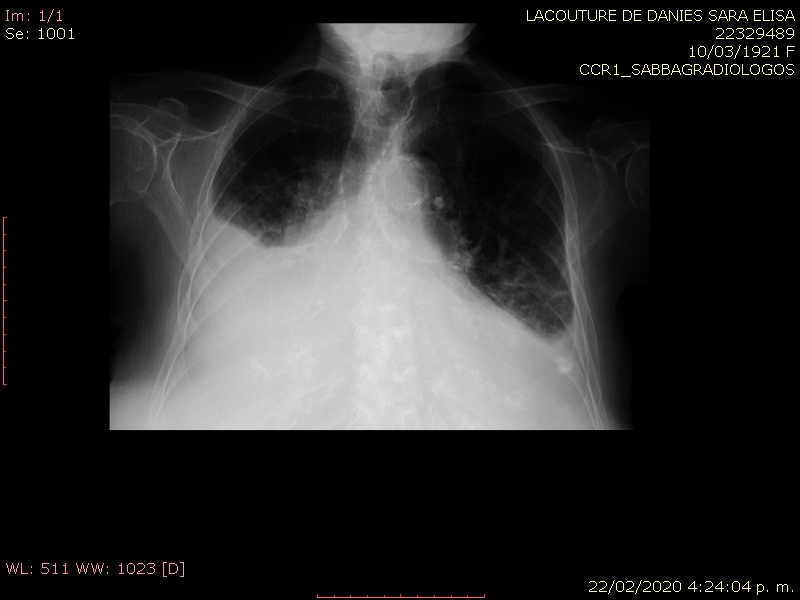 Im: 1/1
Se: 1001
LACOUTURE DE DANIES SARA ELISA
22329489
10/03/1921 F
CCR1_SABBAGRADIOLOGOS
WL: 511 WW: 1023 [D]
22/02/2020 4:24:04 p. m.